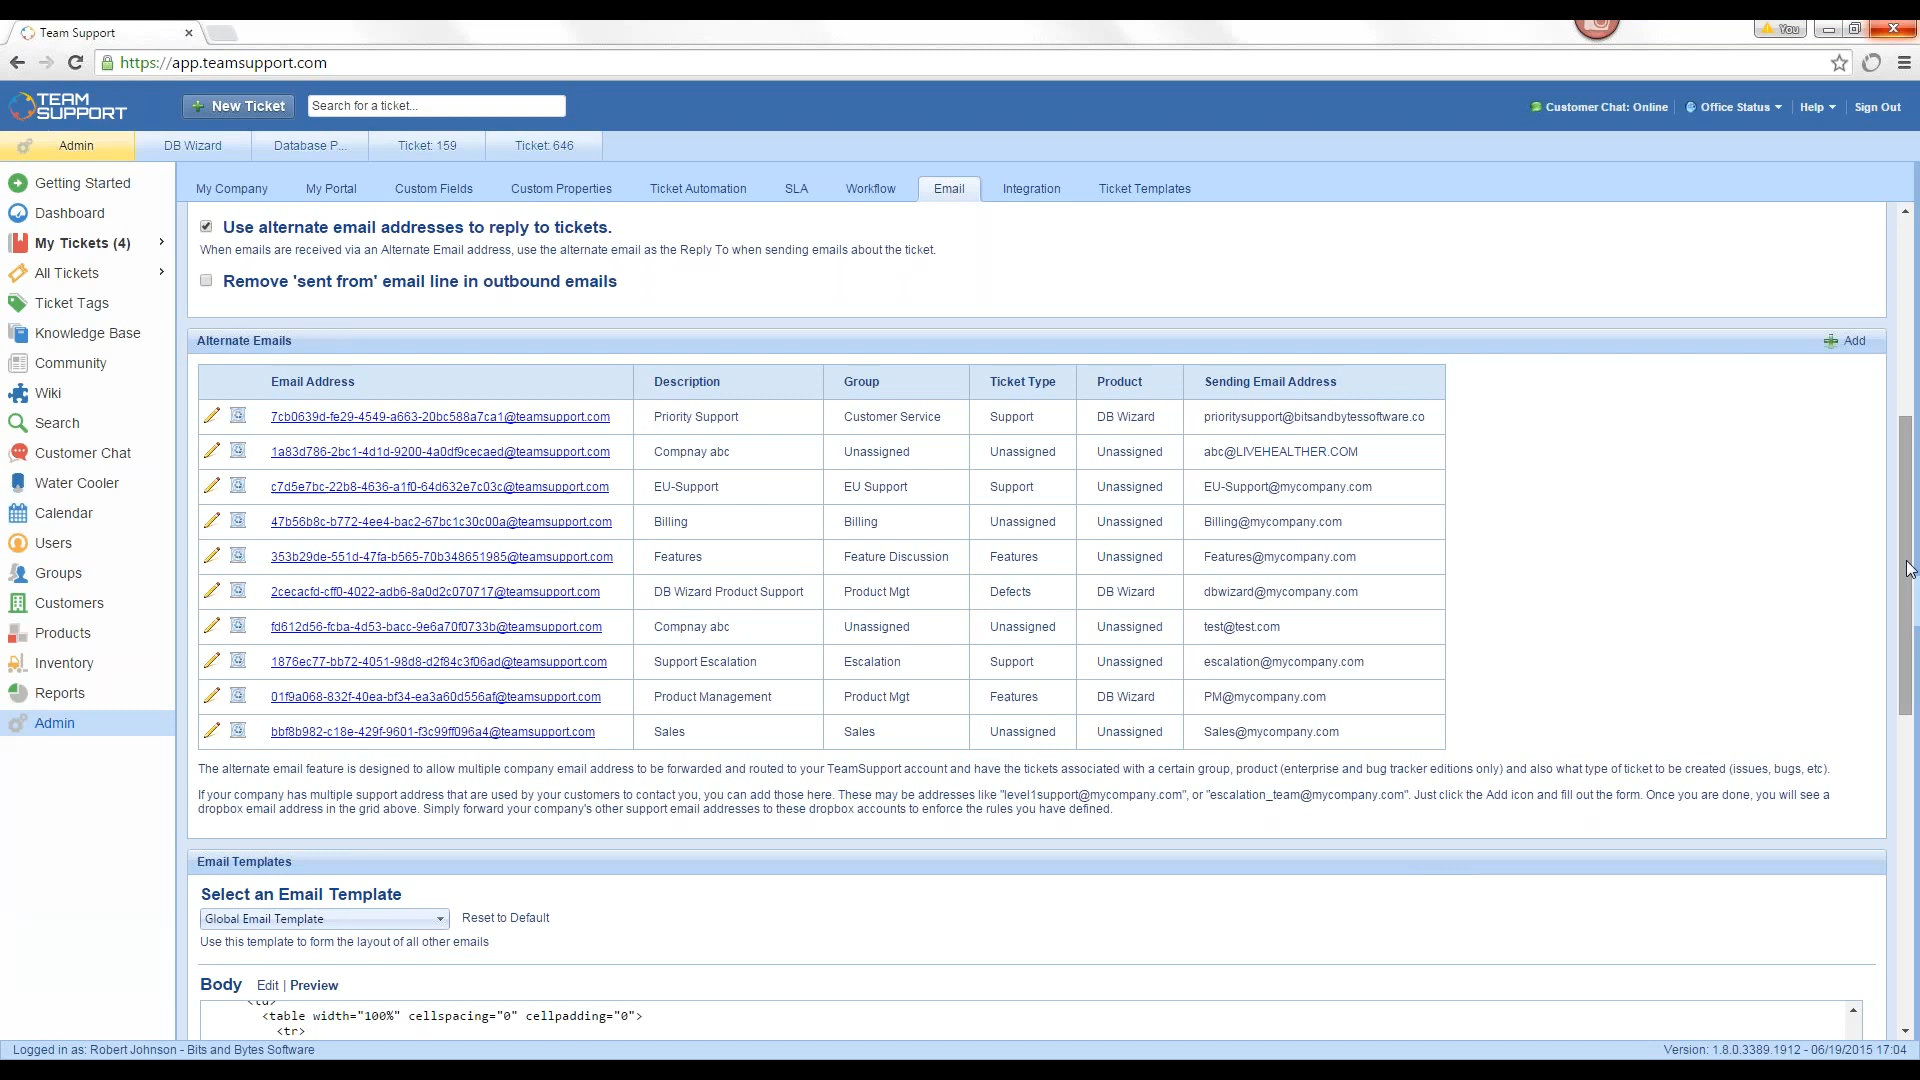 Team Support
You
https://app.teamsupport.com
TEAM
SUPPORT
New Ticket
Search for a ticket...
Customer Chat: Online
Office Status
Help
Sign Out
Admin
DB Wizard
Database P...
Ticket: 159
Ticket: 646
Getting Started
Dashboard
My Tickets (4)
All Tickets
Ticket Tags
Knowledge Base
Community
Wiki
Search
Customer Chat
Water Cooler
Calendar
Users
Groups
Customers
Products
Inventory
Reports
Admin
My Company
My Portal
Custom Fields
Custom Properties
Ticket Automation
SLA
Workflow
Email
Integration
Ticket Templates
Use alternate email addresses to reply to tickets.
When emails are received via an Alternate Email address, use the alternate email as the Reply To when sending emails about the ticket.
Remove 'sent from' email line in outbound emails
Alternate Emails
Add
Email Address Description Group Ticket Type Product Sending Email Address
7cb0639d-fe29-4549-a663-20bc588a7ca1@teamsupport.com Priority Support Customer Service Support DB Wizard prioritysupport@bitsandbytessoftware.co
1a83d786-2bc1-4d1d-9200-4a0df9cecaed@teamsupport.com Compnay abc Unassigned Unassigned Unassigned abc@LIVEHEALTHER.COM
c7d5e7bc-22b8-4636-a1f0-64d632e7c03c@teamsupport.com EU-Support EU Support Support Unassigned EU-Support@mycompany.com
47b56b8c-b772-4ee4-bac2-67bc1c30c00a@teamsupport.com Billing Billing Unassigned Unassigned Billing@mycompany.com
353b29de-551d-47fa-b565-70b348651985@teamsupport.com Features Feature Discussion Features Unassigned Features@mycompany.com
2cecacfd-cff0-4022-adb6-8a0d2c070717@teamsupport.com DB Wizard Product Support Product Mgt Defects DB Wizard dbwizard@mycompany.com
fd612d56-fcba-4d53-bacc-9e6a70f0733b@teamsupport.com Compnay abc Unassigned Unassigned Unassigned test@test.com
1876ec77-bb72-4051-98d8-d2f84c3f06ad@teamsupport.com Support Escalation Escalation Support Unassigned escalation@mycompany.com
01f9a068-832f-40ea-bf34-ea3a60d556af@teamsupport.com Product Management Product Mgt Features DB Wizard PM@mycompany.com
bbf8b982-c18e-429f-9601-f3c99ff096a4@teamsupport.com Sales Sales Unassigned Unassigned Sales@mycompany.com
The alternate email feature is designed to allow multiple company email address to be forwarded and routed to your TeamSupport account and have the tickets associated with a certain group, product (enterprise and bug tracker editions only) and also what type of ticket to be created (issues, bugs, etc).
If your company has multiple support address that are used by your customers to contact you, you can add those here. These may be addresses like "level1support@mycompany.com", or "escalation_team@mycompany.com". Just click the Add icon and fill out the form. Once you are done, you will see a
dropbox email address in the grid above. Simply forward your company's other support email addresses to these dropbox accounts to enforce the rules you have defined.
Email Templates
Select an Email Template
Global Email Template
Reset to Default
Use this template to form the layout of all other emails
Body Edit | Preview
<td>
<table width="100%" cellspacing="0" cellpadding="0">
<tr>
Logged in as: Robert Johnson - Bits and Bytes Software
Version: 1.8.0.3389.1912 - 06/19/2015 17:04